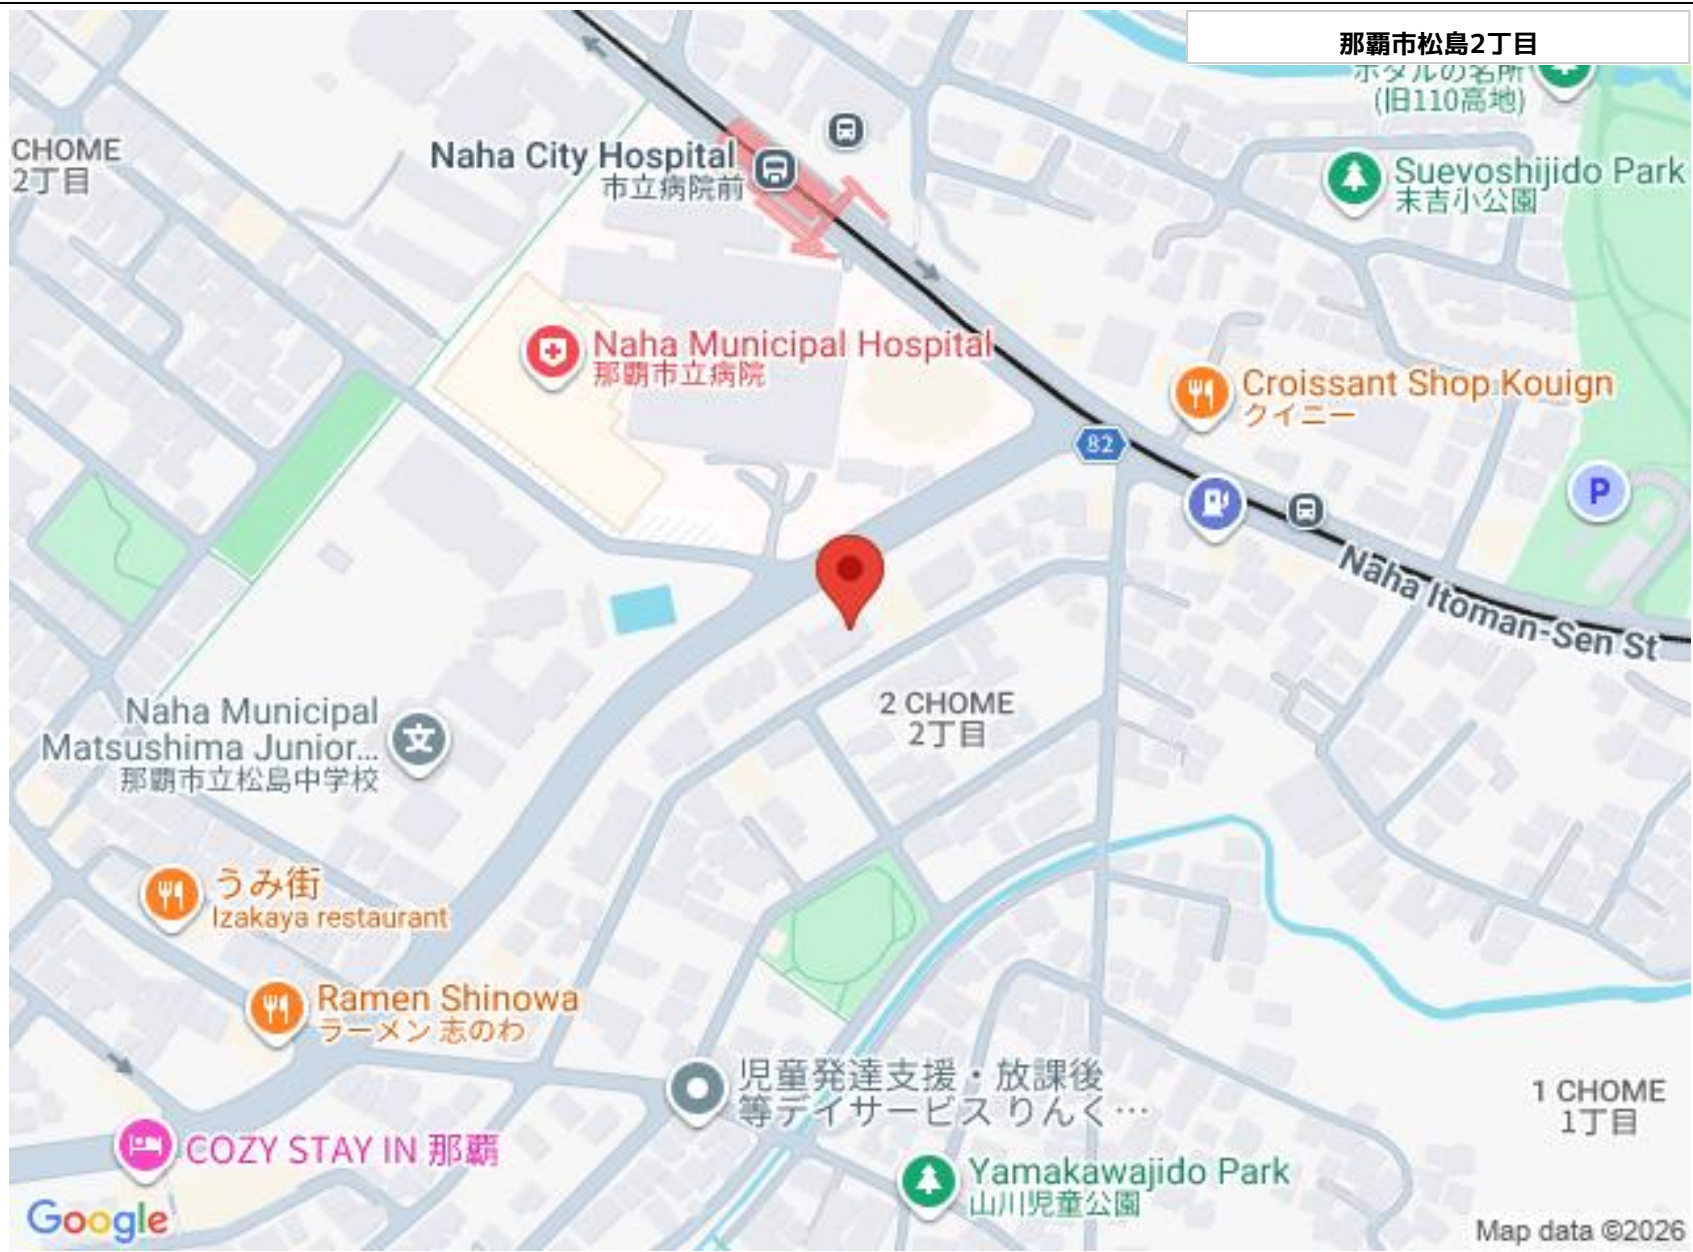 那覇市松島2丁目
ホタルの名所
(旧110高地)
CHOME
2丁目
Naha City Hospital
市立病院前
Sueyoshijido Park
末吉小公園
Naha Municipal Hospital
那覇市立病院
Croissant Shop Kouign
クイニー
82
P
Naha Itoman-Sen St
2 CHOME
2丁目
Naha Municipal
Matsushima Junior...
那覇市立松島中学校
文
うみ街
Izakaya restaurant
Ramen Shinowa
ラーメン 志のわ
児童発達支援・放課後
等デイサービス りんく…
1 CHOME
1丁目
COZY STAY IN 那覇
Yamakawajido Park
山川児童公園
Google
Map data ©2026